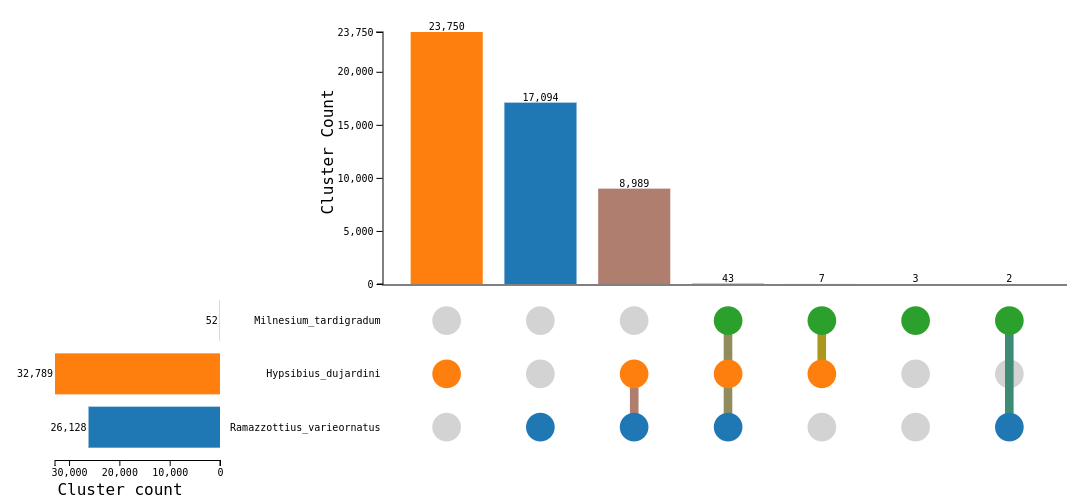 23,750
23,750
20,000
17,094
15,000
Cluster Count
10,000
8,989
5,000
0
43
7
3
2
52
Milnesium_tardigradum
32,789
Hypsibius_dujardini
26,128
Ramazzottius_varieornatus
30,000 20,000 10,000 0
Cluster count